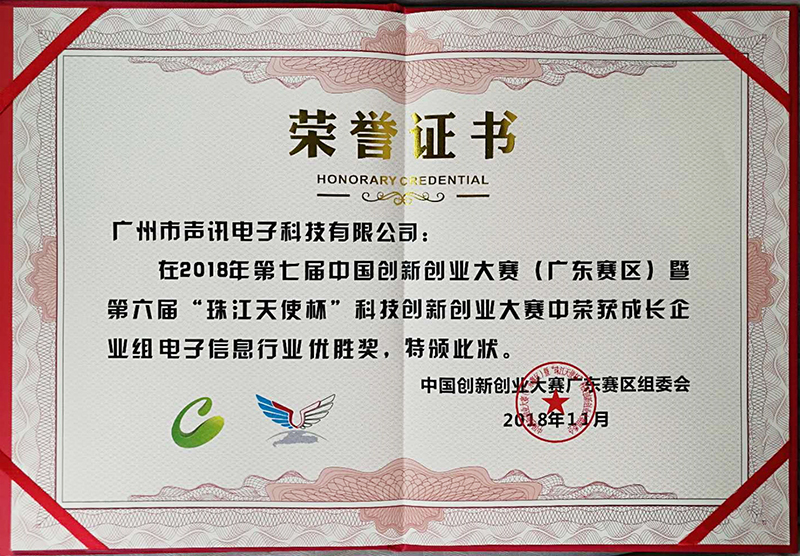 荣誉证书
HONORARY CREDENTIAL
广州市声讯电子科技有限公司：
在2018年第七届中国创新创业大赛（广东赛区）暨
第六届“珠江天使杯”科技创新创业大赛中荣获成长企
业组电子信息行业优胜奖，特颁此状。
中国创新创业大赛广东赛区组委会
2018年11月